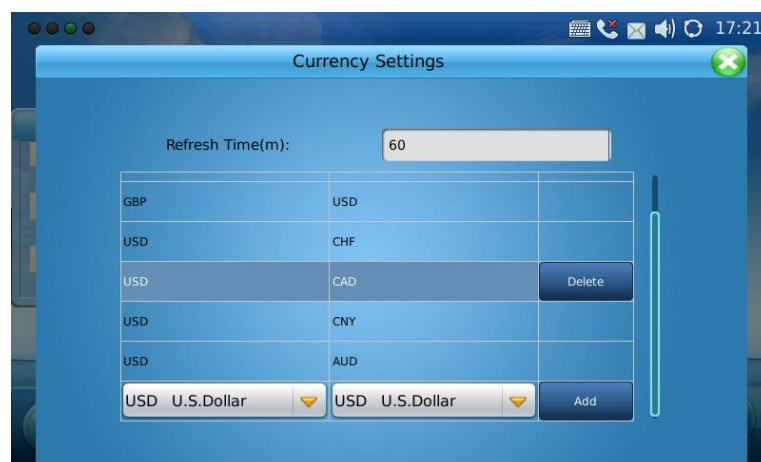 17:21
Currency Settings
Refresh Time(m): 60
GBP USD
USD CHF
USD CAD Delete
USD CNY
USD AUD
USD U.S.Dollar USD U.S.Dollar Add